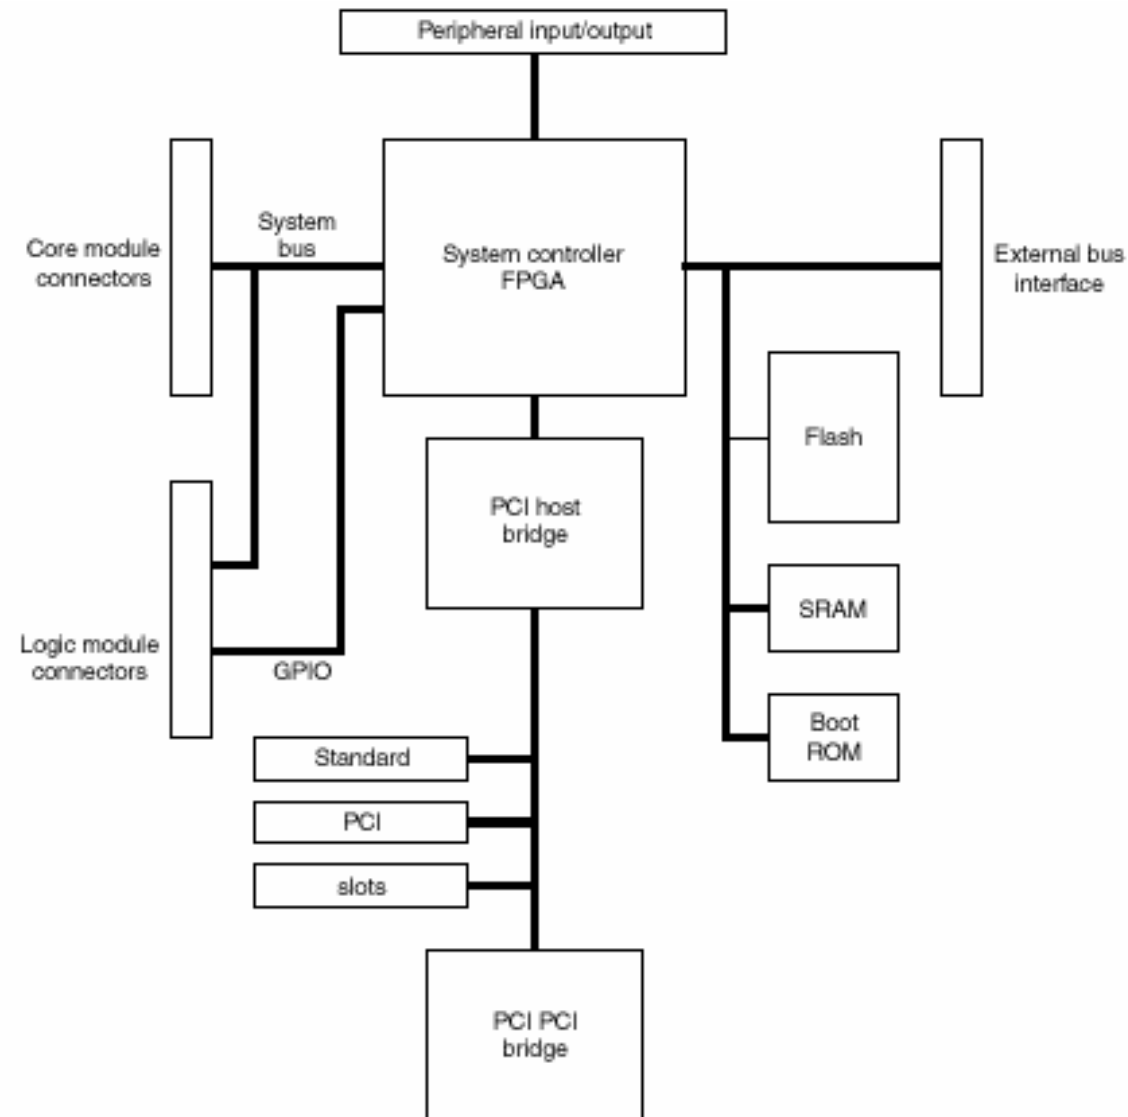 Peripheral input/output
System
bus
Core module
connectors
System controller
FPGA
External bus
interface
Flash
PCI host
bridge
SRAM
Logic module
connectors
GPIO
Boot
ROM
Standard
PCI
slots
PCI PCI
bridge